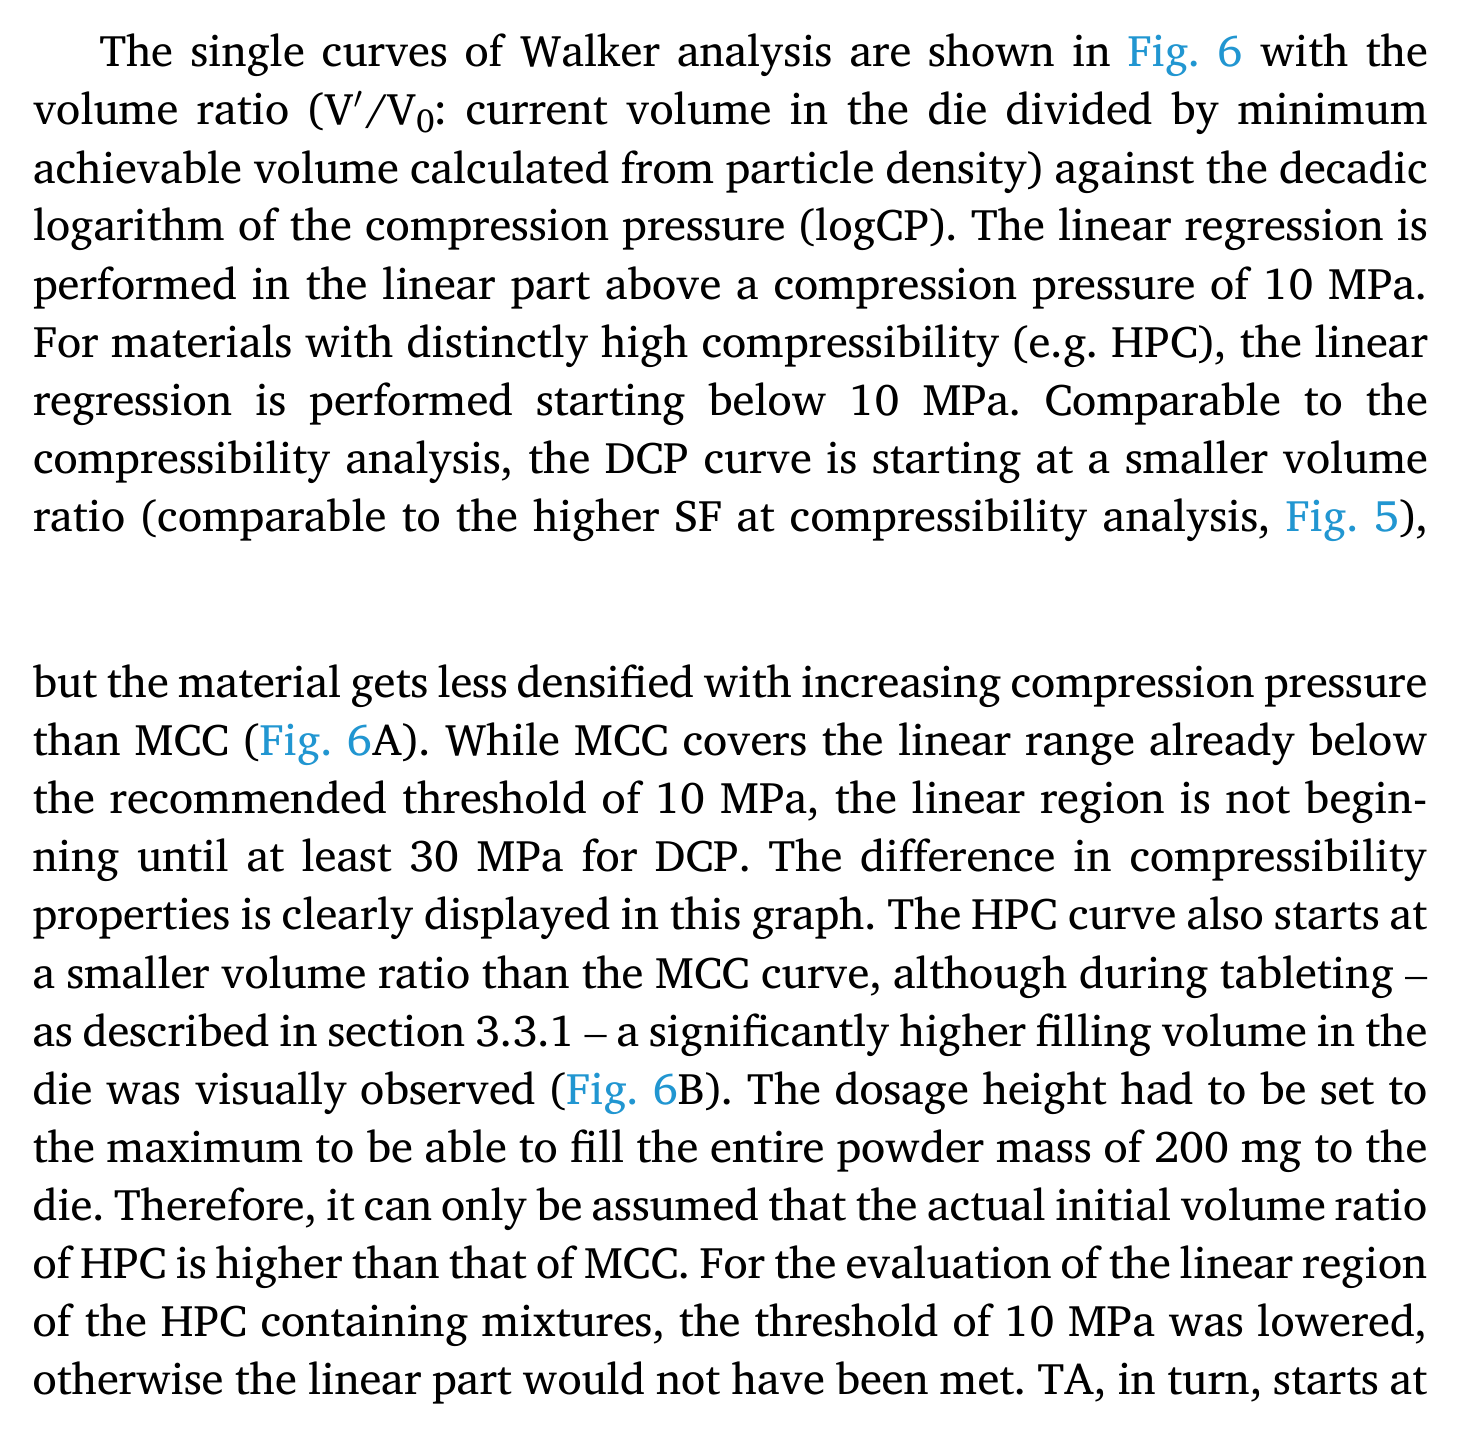 The single curves of Walker analysis are shown in Fig. 6 with the
volume ratio (V′/V₀: current volume in the die divided by minimum
achievable volume calculated from particle density) against the decadic
logarithm of the compression pressure (logCP). The linear regression is
performed in the linear part above a compression pressure of 10 MPa.
For materials with distinctly high compressibility (e.g. HPC), the linear
regression is performed starting below 10 MPa. Comparable to the
compressibility analysis, the DCP curve is starting at a smaller volume
ratio (comparable to the higher SF at compressibility analysis, Fig. 5),
but the material gets less densified with increasing compression pressure
than MCC (Fig. 6A). While MCC covers the linear range already below
the recommended threshold of 10 MPa, the linear region is not begin-
ning until at least 30 MPa for DCP. The difference in compressibility
properties is clearly displayed in this graph. The HPC curve also starts at
a smaller volume ratio than the MCC curve, although during tableting –
as described in section 3.3.1 – a significantly higher filling volume in the
die was visually observed (Fig. 6B). The dosage height had to be set to
the maximum to be able to fill the entire powder mass of 200 mg to the
die. Therefore, it can only be assumed that the actual initial volume ratio
of HPC is higher than that of MCC. For the evaluation of the linear region
of the HPC containing mixtures, the threshold of 10 MPa was lowered,
otherwise the linear part would not have been met. TA, in turn, starts at